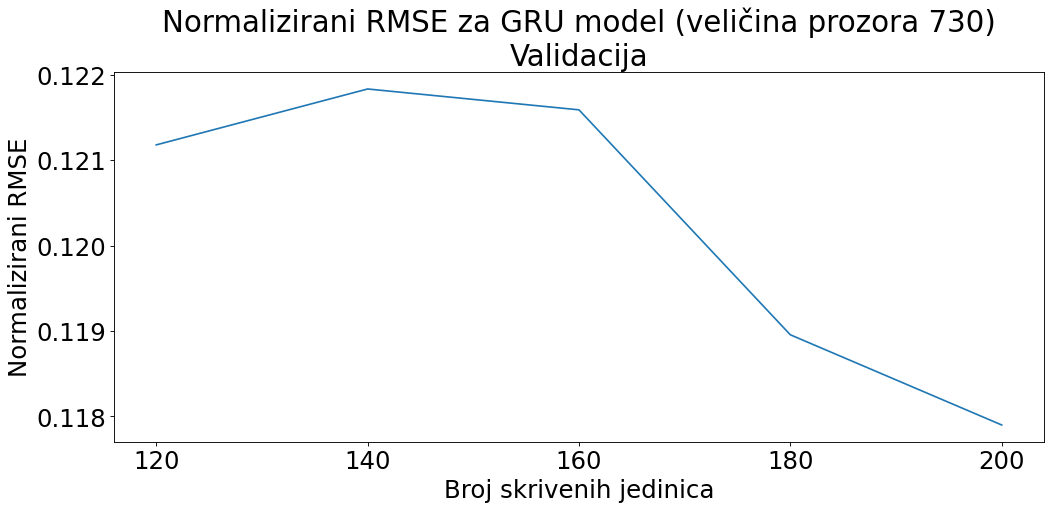 Normalizirani RMSE za GRU model (veličina prozora 730)
Validacija
Normalizirani RMSE
0.122
0.121
0.120
0.119
0.118
120 140 160 180 200
Broj skrivenih jedinica